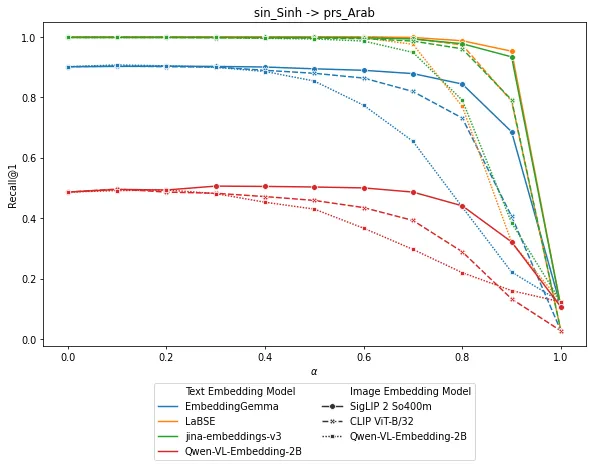 sin_Sinh -> prs_Arab
1.0
0.8
0.6
0.4
0.2
0.0
Recall@1
0.0 0.2 0.4 0.6 0.8 1.0
α
Text Embedding Model Image Embedding Model
EmbeddingGemma SigLIP 2 So400m
LaBSE CLIP ViT-B/32
jina-embeddings-v3 Qwen-VL-Embedding-2B
Qwen-VL-Embedding-2B